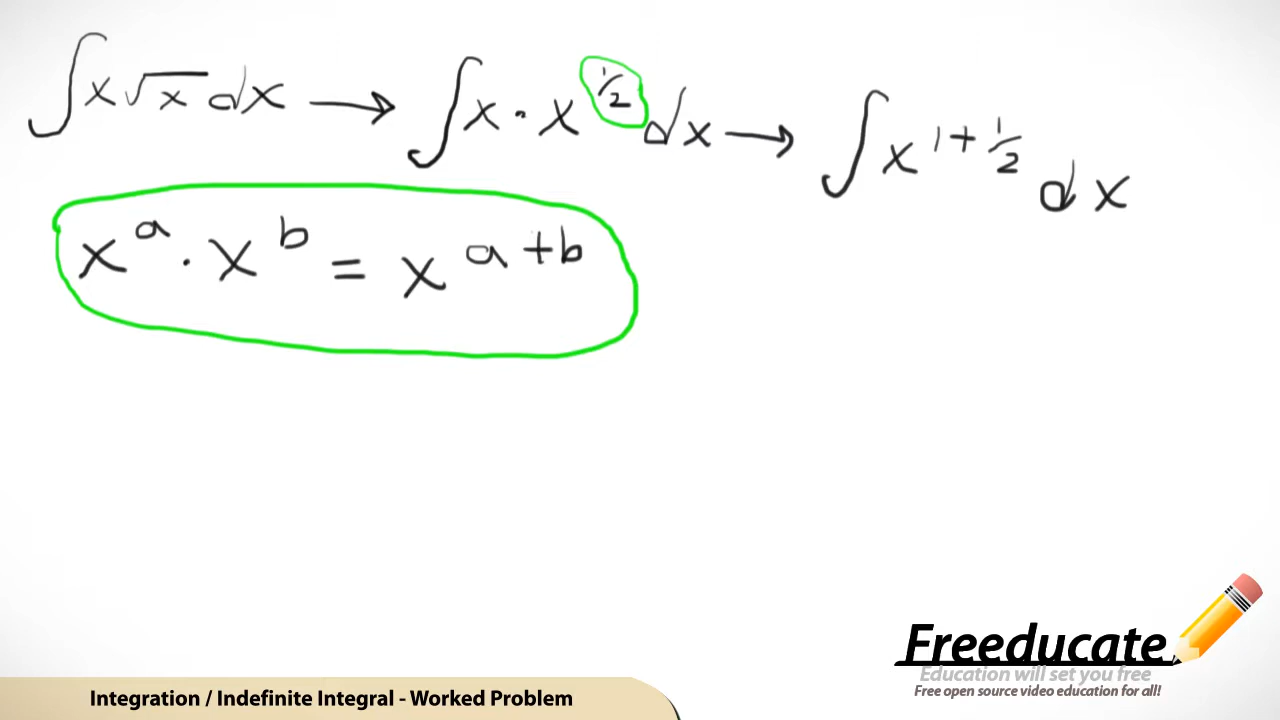 ∫x√x dx → ∫x · x^½ dx → ∫x^(1+½) dx
x^a · x^b = x^(a+b)
Freeducate
Education will set you free
Free open source video education for all!
Integration / Indefinite Integral - Worked Problem